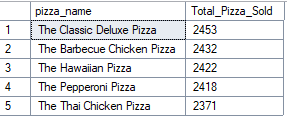 pizza_name Total_Pizza_Sold
1 The Classic Deluxe Pizza 2453
2 The Barbecue Chicken Pizza 2432
3 The Hawaiian Pizza 2422
4 The Pepperoni Pizza 2418
5 The Thai Chicken Pizza 2371